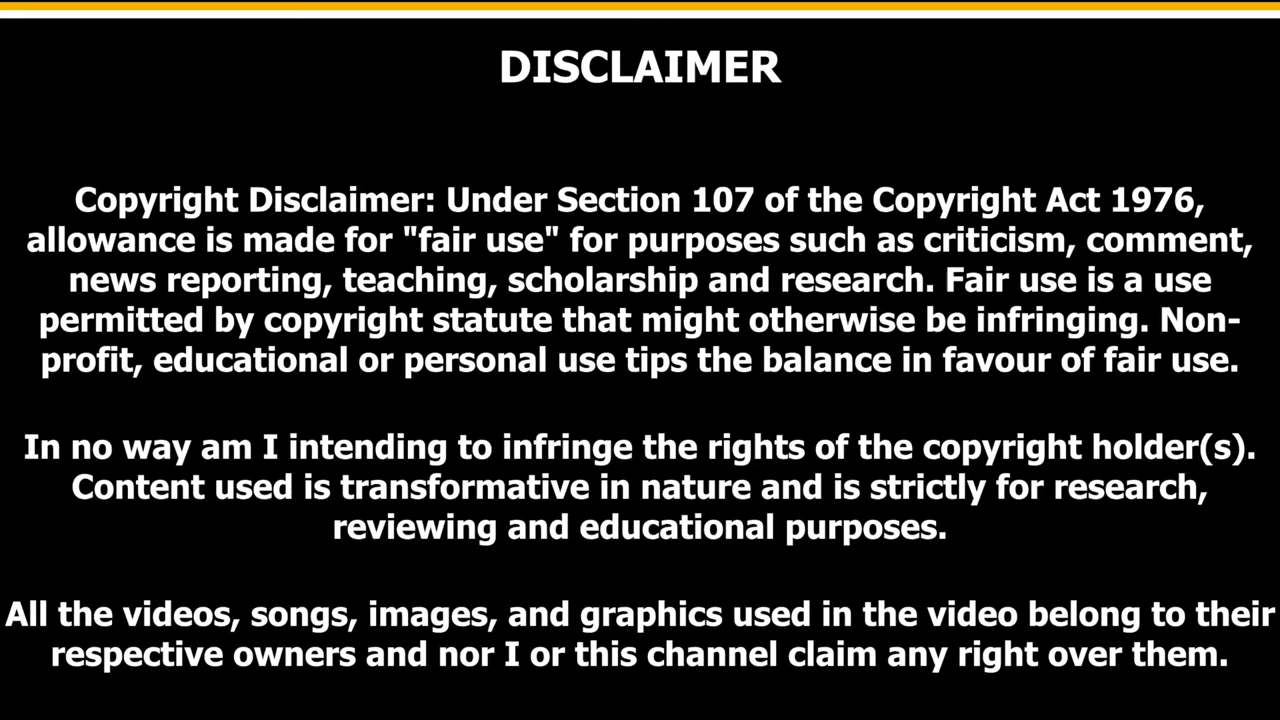 DISCLAIMER
Copyright Disclaimer: Under Section 107 of the Copyright Act 1976,
allowance is made for "fair use" for purposes such as criticism, comment,
news reporting, teaching, scholarship and research. Fair use is a use
permitted by copyright statute that might otherwise be infringing. Non-
profit, educational or personal use tips the balance in favour of fair use.
In no way am I intending to infringe the rights of the copyright holder(s).
Content used is transformative in nature and is strictly for research,
reviewing and educational purposes.
All the videos, songs, images, and graphics used in the video belong to their
respective owners and nor I or this channel claim any right over them.